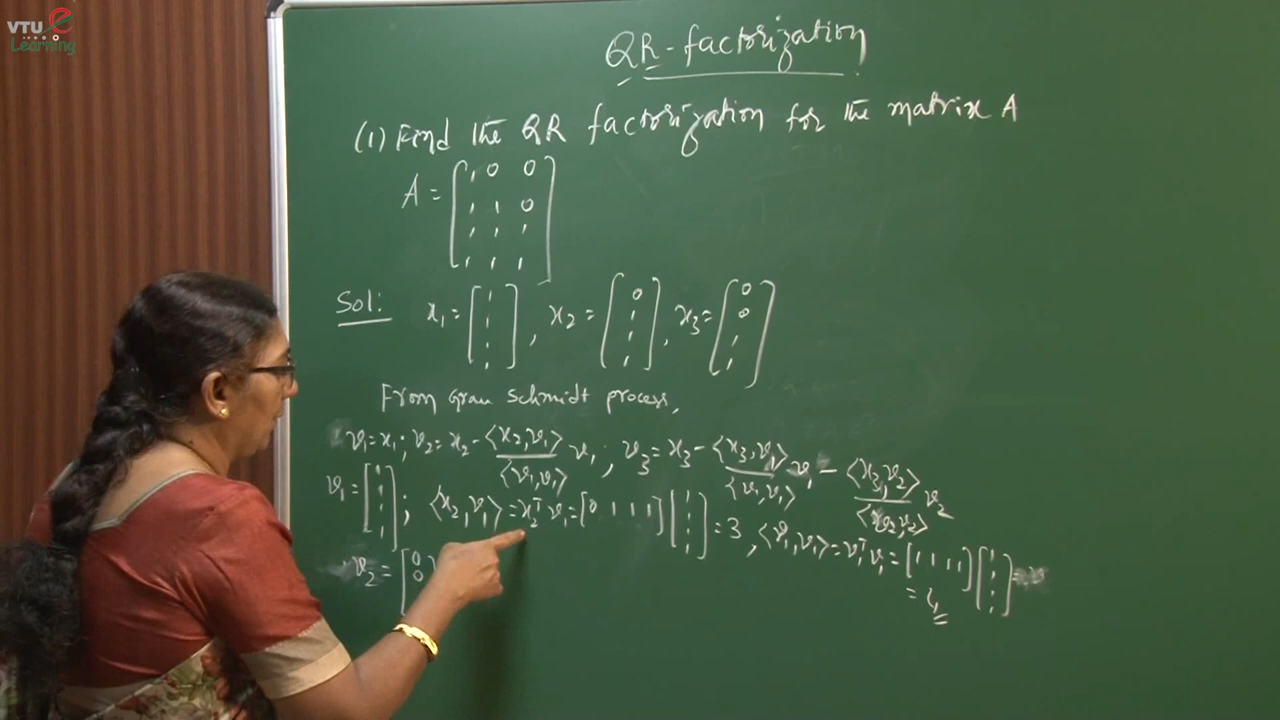 VTU e
Learning
QR-factorization
(1) Find the QR factorization for the matrix A
A = [1 0 0
1 1 0
1 1 1
1 1 1]
Sol: x₁ = [1 1 1 1], x₂ = [0 1 1 1], x₃ = [0 0 1 1]
From Gram Schmidt process,
v₁ = x₁ ; v₂ = x₂ - <x₂, v₁>/<v₁, v₁> v₁ ; v₃ = x₃ - <x₃, v₁>/<v₁, v₁> v₁ - <x₃, v₂>/<v₂, v₂> v₂
v₁ = [1 1 1 1] ; <x₂, v₁> = x₂ᵀ v₁ = [0 1 1 1] [1 1 1 1] = 3, <v₁, v₁> = v₁ᵀ v₁ = [1 1 1 1] [1 1 1 1]
= 4
v₂ = [0 0